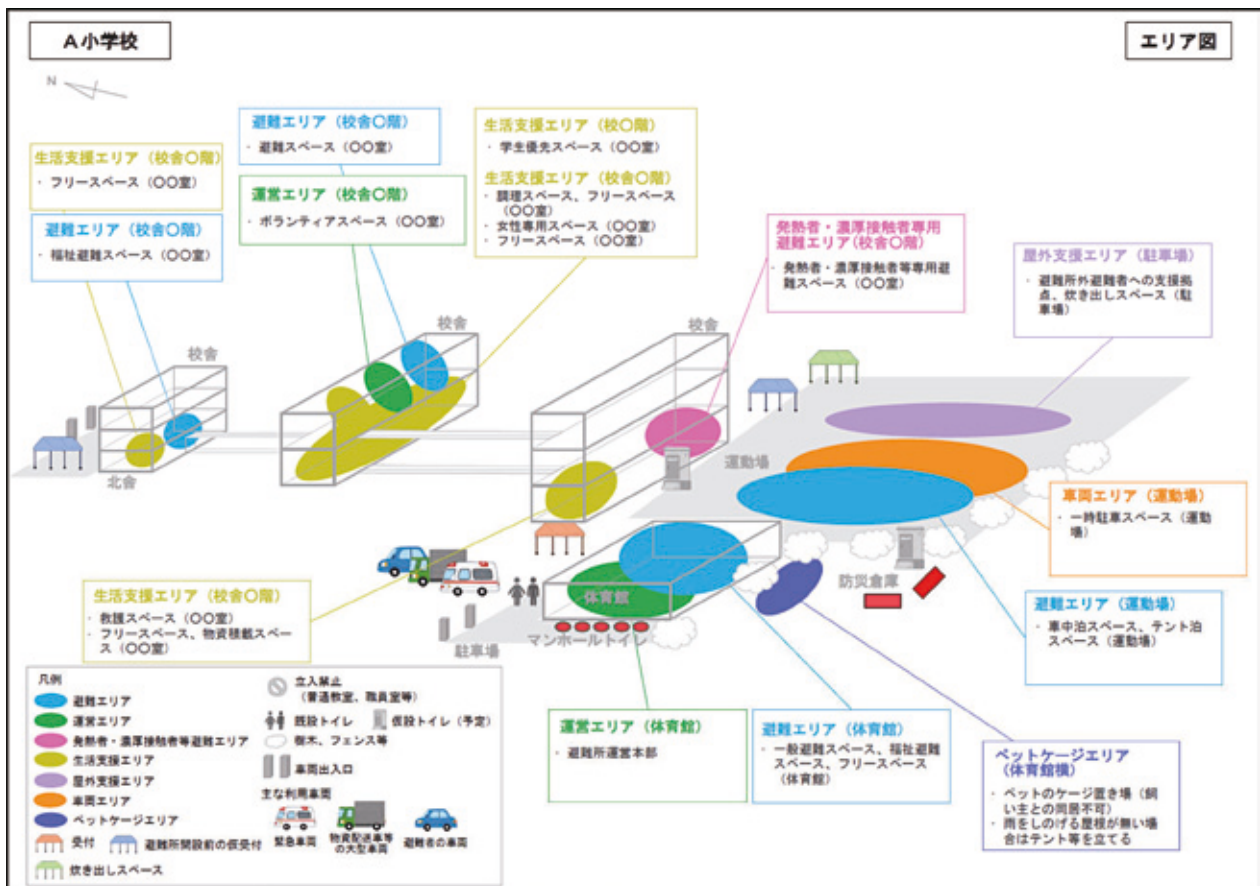 A小学校
エリア図
N
避難エリア（校舎〇階）
・ 避難スペース（〇〇室）
生活支援エリア（校〇階）
・ 学生優先スペース（〇〇室）
生活支援エリア（校舎〇階）
・ 調理スペース、フリースペース
（〇〇室）
・ 女性専用スペース（〇〇室）
・ フリースペース（〇〇室）
生活支援エリア（校舎〇階）
・ フリースペース（〇〇室）
運営エリア（校舎〇階）
・ ボランティアスペース（〇〇室）
避難エリア（校舎〇階）
・ 福祉避難スペース（〇〇室）
発熱者・濃厚接触者専用
避難エリア(校舎〇階）
・ 発熱者・濃厚接触者等専用避
難スペース（〇〇室）
屋外支援エリア（駐車場）
・ 避難所外避難者への支援拠
点、炊き出しスペース（駐
車場）
校舎
校舎
校舎
北舎
運動場
車両エリア（運動場）
・ 一時駐車スペース（運動
場）
防災倉庫
体育館
マンホールトイレ
駐車場
避難エリア（運動場）
・ 車中泊スペース、テント泊
スペース（運動場）
生活支援エリア（校舎〇階）
・ 救護スペース（〇〇室）
・ フリースペース、物資積載スペー
ス（〇〇室）
運営エリア（体育館）
・ 避難所運営本部
避難エリア（体育館）
・ 一般避難スペース、福祉避難
スペース、フリースペース
（体育館）
ペットケージエリア
（体育館横）
・ ペットのケージ置き場（飼
い主との同居不可）
・ 雨をしのげる屋根が無い場
合はテント等を立てる
凡例
避難エリア
運営エリア
発熱者・濃厚接触者等避難エリア
生活支援エリア
屋外支援エリア
車両エリア
ペットケージエリア
受付
避難所開設前の仮受付
炊き出しスペース
立入禁止
（普通教室、職員室等）
既設トイレ
仮設トイレ（予定）
樹木、フェンス等
車両出入口
主な利用車両
緊急車両
物資配送車等
の大型車両
避難者の車両